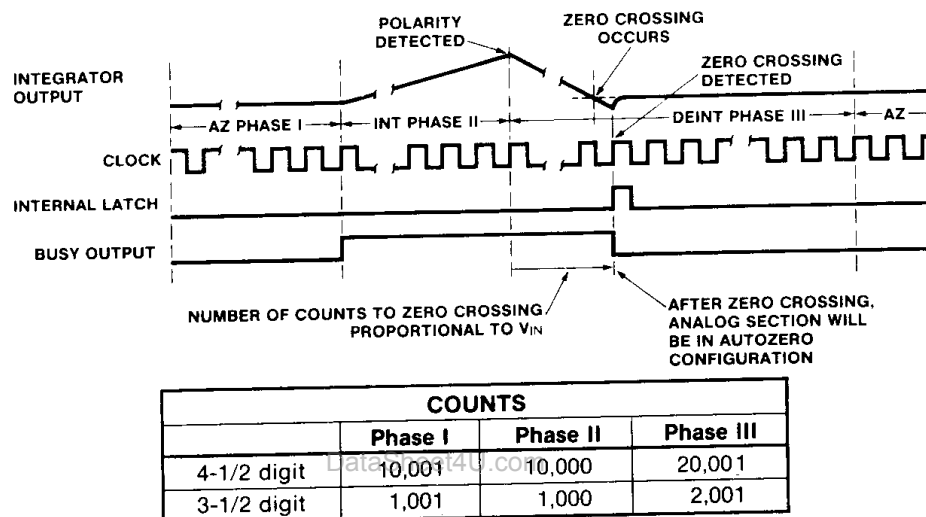 POLARITY
DETECTED
ZERO CROSSING
OCCURS
ZERO CROSSING
DETECTED
INTEGRATOR
OUTPUT
AZ PHASE I
INT PHASE II
DEINT PHASE III
AZ
CLOCK
INTERNAL LATCH
BUSY OUTPUT
NUMBER OF COUNTS TO ZERO CROSSING
PROPORTIONAL TO VIN
AFTER ZERO CROSSING,
ANALOG SECTION WILL
BE IN AUTOZERO
CONFIGURATION
COUNTS
Phase I Phase II Phase III
4-1/2 digit 10,001 10,000 20,001
DataSheet4U.com
3-1/2 digit 1,001 1,000 2,001